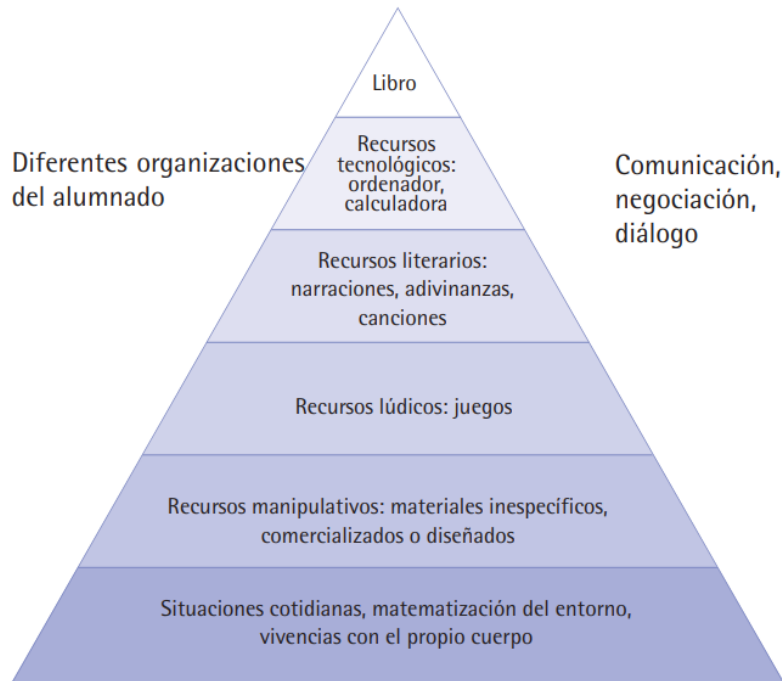 Libro
Recursos
tecnológicos:
ordenador,
calculadora
Diferentes organizaciones
del alumnado
Comunicación,
negociación,
diálogo
Recursos literarios:
narraciones, adivinanzas,
canciones
Recursos lúdicos: juegos
Recursos manipulativos: materiales inespecíficos,
comercializados o diseñados
Situaciones cotidianas, matematización del entorno,
vivencias con el propio cuerpo